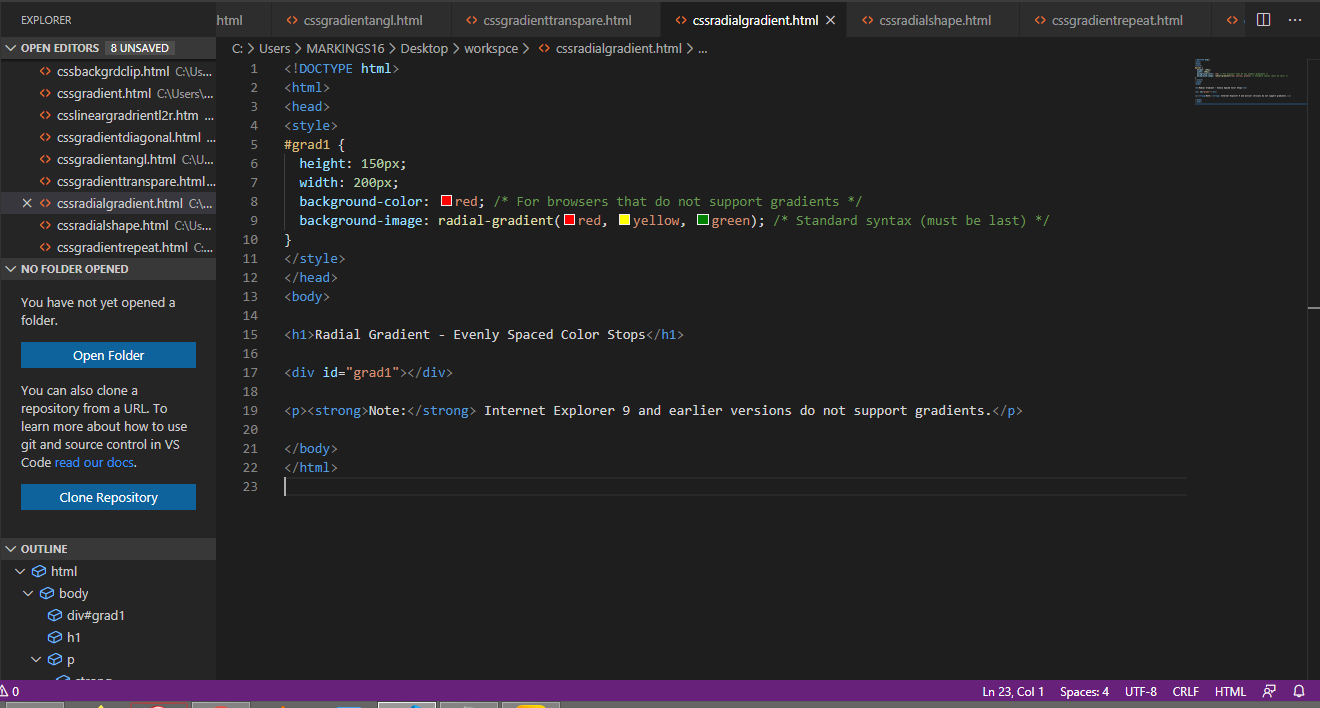 EXPLORER
html
cssgradientangl.html
cssgradienttranspare.html
cssradialgradient.html
cssradialshape.html
cssgradientrepeat.html
OPEN EDITORS 8 UNSAVED
C: > Users > MARKINGS16 > Desktop > workspce > cssradialgradient.html > ...
cssbackgrdclip.html C:\Us...
cssgradient.html C:\Users\...
csslineargradrientl2r.htm ...
cssgradientdiagonal.html ...
cssgradientangl.html C:\U...
cssgradienttranspare.html...
cssradialgradient.html C:\...
cssradialshape.html C:\Us...
cssgradientrepeat.html C:...
NO FOLDER OPENED
You have not yet opened a
folder.
Open Folder
You can also clone a
repository from a URL. To
learn more about how to use
git and source control in VS
Code read our docs.
Clone Repository
OUTLINE
html
body
div#grad1
h1
p
1 <!DOCTYPE html>
2 <html>
3 <head>
4 <style>
5 #grad1 {
6   height: 150px;
7   width: 200px;
8   background-color: red; /* For browsers that do not support gradients */
9   background-image: radial-gradient(red, yellow, green); /* Standard syntax (must be last) */
10 }
11 </style>
12 </head>
13 <body>
14
15 <h1>Radial Gradient - Evenly Spaced Color Stops</h1>
16
17 <div id="grad1"></div>
18
19 <p><strong>Note:</strong> Internet Explorer 9 and earlier versions do not support gradients.</p>
20
21 </body>
22 </html>
23
0
Ln 23, Col 1
Spaces: 4
UTF-8
CRLF
HTML